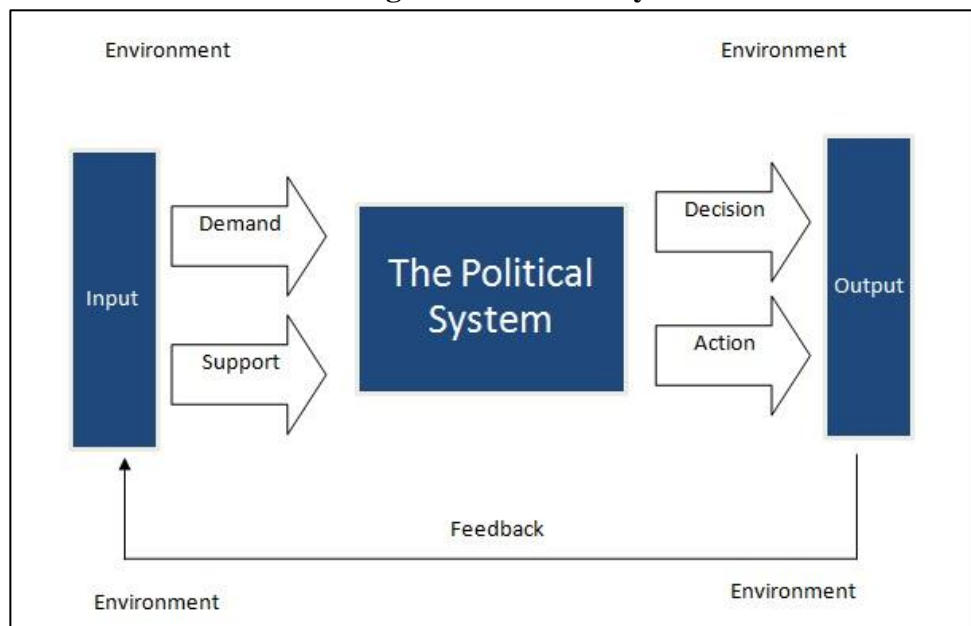 Environment
Environment
Demand
Decision
Input
The Political
System
Output
Support
Action
Feedback
Environment
Environment